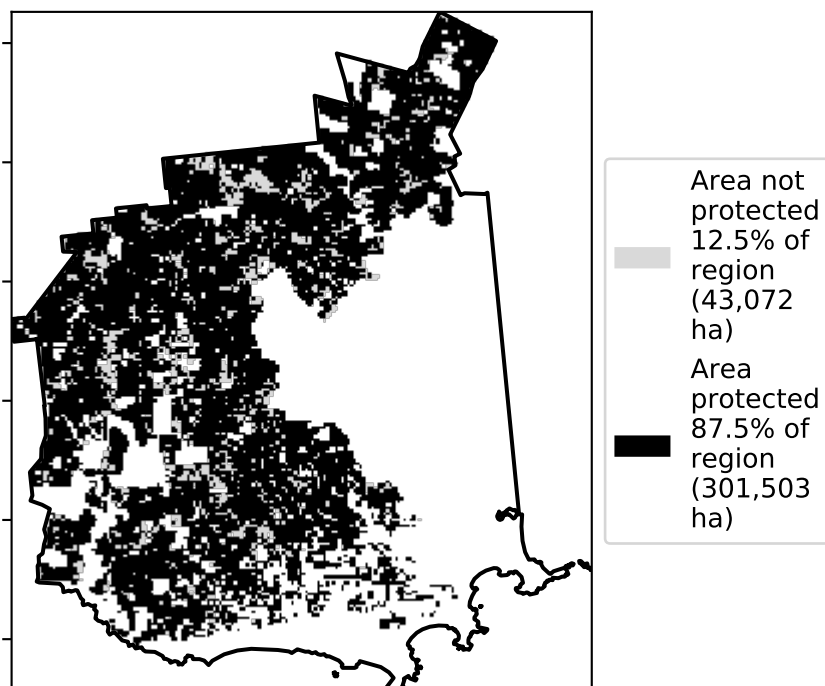 Area not
protected
12.5% of
region
(43,072
ha)
Area
protected
87.5% of
region
(301,503
ha)